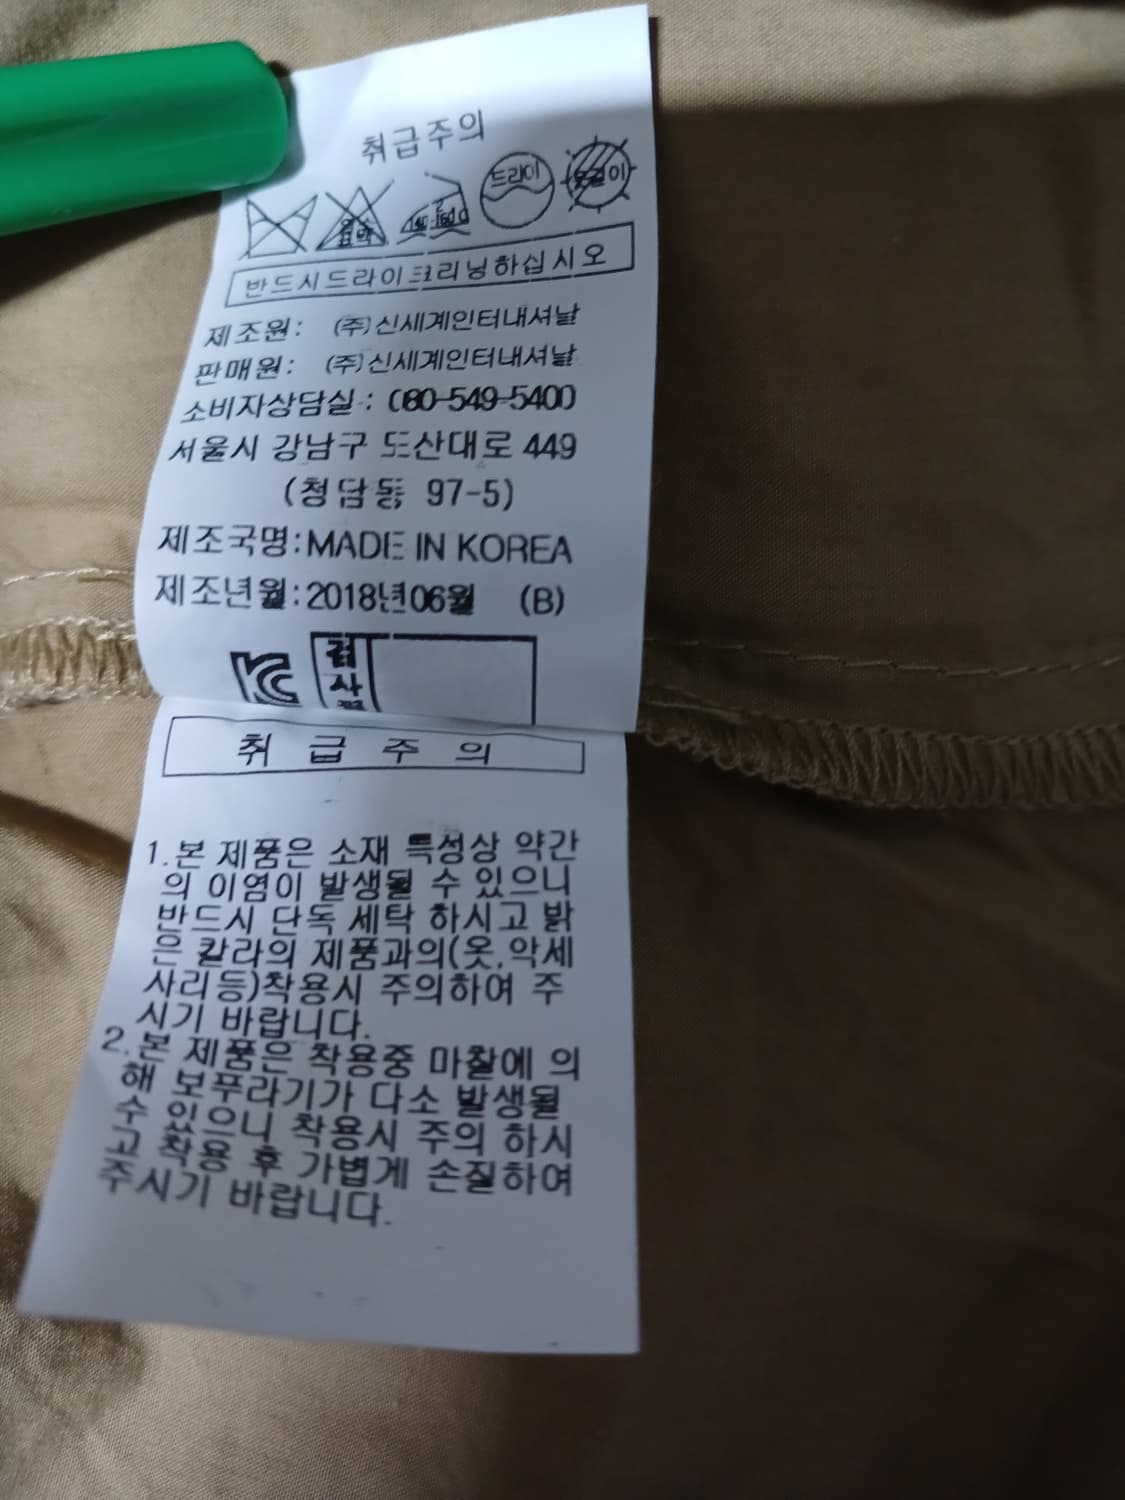 취급주의
드라이
옷걸이
반드시드라이크리닝하십시오
제조원: (주)신세계인터내셔날
판매원: (주)신세계인터내셔날
소비자상담실: 080-549-5400
서울시 강남구 도산대로 449
(청담동 97-5)
제조국명:MADE IN KOREA
제조년월:2018년06월 (B)
검
사
취 급 주 의
1.본 제품은 소재 특성상 약간
의 이염이 발생될 수 있으니
반드시 단독 세탁 하시고 밝
은 칼라의 제품과의(옷,악세
사리등)착용시 주의하여 주
시기 바랍니다.
2.본 제품은 착용중 마찰에 의
해 보푸라기가 다소 발생될
수 있으니 착용시 주의 하시
고 착용 후 가볍게 손질하여
주시기 바랍니다.